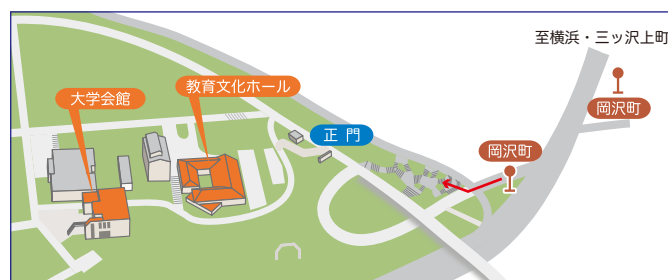 至横浜・三ッ沢上町
教育文化ホール
大学会館
岡沢町
正 門
岡沢町